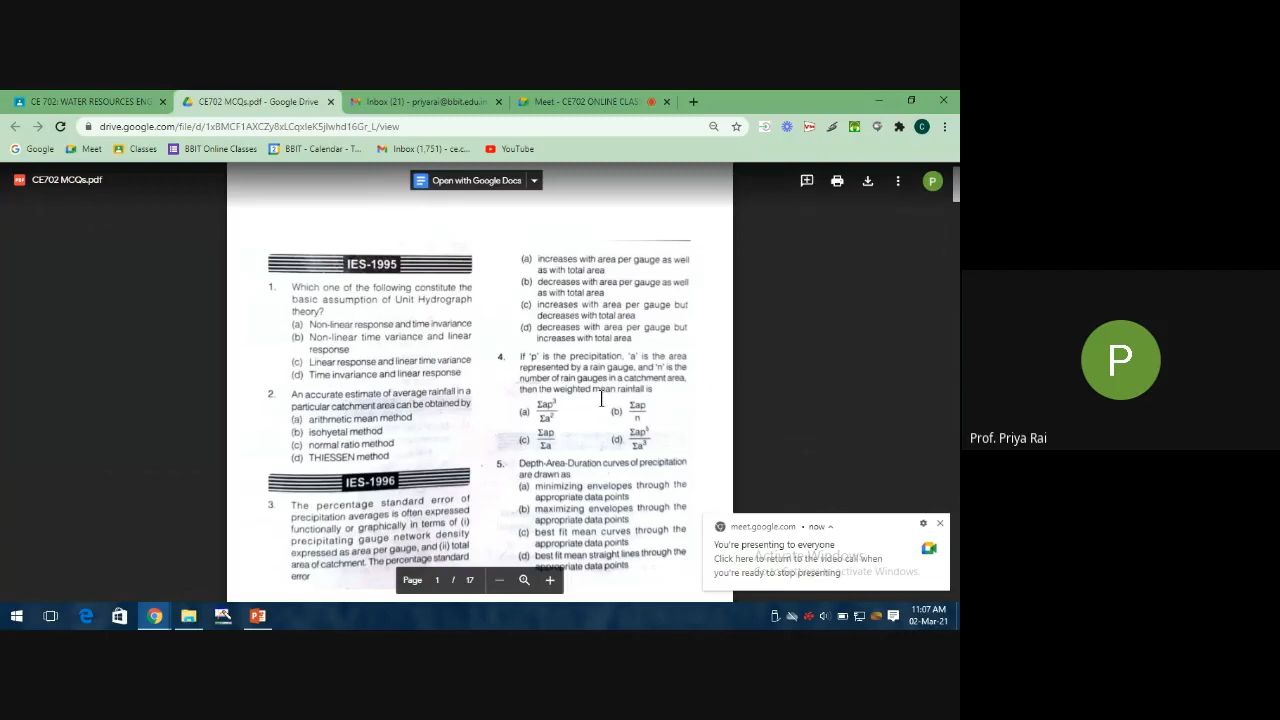 CE 702: WATER RESOURCES ENG
CE702 MCQs.pdf - Google Drive
Inbox (21) - priyarai@bbit.edu.in
Meet - CE702 ONLINE CLAS
drive.google.com/file/d/1xBMCF1AXCZy8xLCqxIeK5jIwhd16Gr_L/view
Google
Meet
Classes
BBIT Online Classes
BBIT - Calendar - T...
Inbox (1,751) - ce.c...
YouTube
CE702 MCQs.pdf
Open with Google Docs
P
IES-1995
1. Which one of the following constitute the
basic assumption of Unit Hydrograph
theory?
(a) Non-linear response and time invariance
(b) Non-linear time variance and linear
response
(c) Linear response and linear time variance
(d) Time invariance and linear response
2. An accurate estimate of average rainfall in a
particular catchment area can be obtained by
(a) arithmetic mean method
(b) isohyetal method
(c) normal ratio method
(d) THIESSEN method
IES-1996
3. The percentage standard error of
precipitation averages is often expressed
functionally or graphically in terms of (i)
precipitating gauge network density
expressed as area per gauge, and (ii) total
area of catchment. The percentage standard
error
(a) increases with area per gauge as well
as with total area
(b) decreases with area per gauge as well
as with total area
(c) increases with area per gauge but
decreases with total area
(d) decreases with area per gauge but
increases with total area
4. If 'p' is the precipitation, 'a' is the area
represented by a rain gauge, and 'n' is the
number of rain gauges in a catchment area,
then the weighted mean rainfall is
(a) Σap³/Σa² (b) Σap/n
(c) Σap/Σa (d) Σap⁵/Σa³
5. Depth-Area-Duration curves of precipitation
are drawn as
(a) minimizing envelopes through the
appropriate data points
(b) maximizing envelopes through the
appropriate data points
(c) best fit mean curves through the
appropriate data points
(d) best fit mean straight lines through the
appropriate data points
Page 1 / 17
meet.google.com • now
You're presenting to everyone
Click here to return to the video call when
you're ready to stop presenting.
Activate Windows
Activate Windows.
11:07 AM
02-Mar-21
P
Prof. Priya Rai